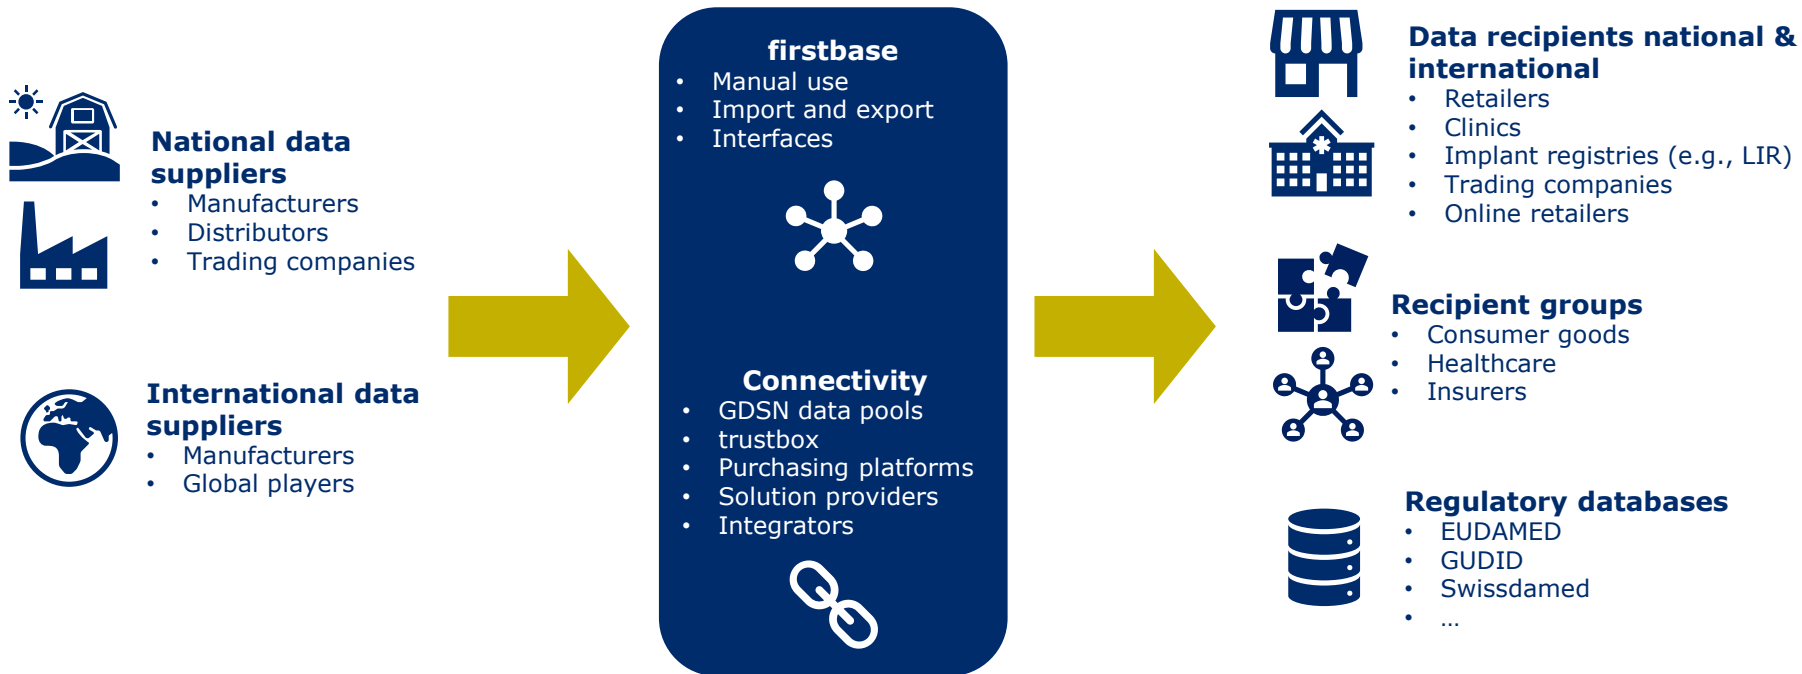 National data
suppliers
• Manufacturers
• Distributors
• Trading companies
International data
suppliers
• Manufacturers
• Global players
firstbase
• Manual use
• Import and export
• Interfaces
Connectivity
• GDSN data pools
• trustbox
• Purchasing platforms
• Solution providers
• Integrators
Data recipients national &
international
• Retailers
• Clinics
• Implant registries (e.g., LIR)
• Trading companies
• Online retailers
Recipient groups
• Consumer goods
• Healthcare
• Insurers
Regulatory databases
• EUDAMED
• GUDID
• Swissdamed
• …